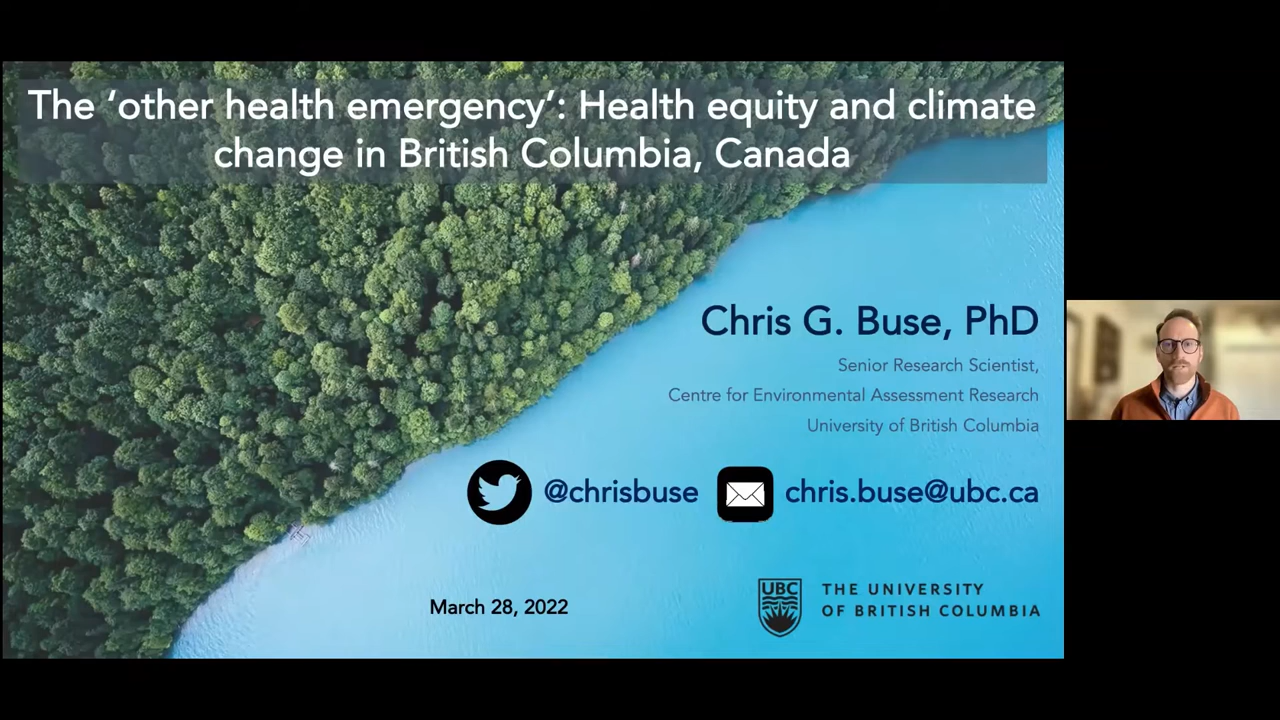 The ‘other health emergency’: Health equity and climate
change in British Columbia, Canada
Chris G. Buse, PhD
Senior Research Scientist,
Centre for Environmental Assessment Research
University of British Columbia
@chrisbuse
chris.buse@ubc.ca
March 28, 2022
UBC
THE UNIVERSITY
OF BRITISH COLUMBIA